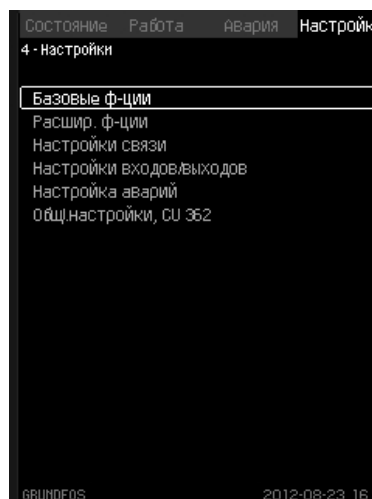 Состояние Работа Авария Настройк
4 - Настройки
Базовые ф-ции
Расшир. ф-ции
Настройки связи
Настройки входов/выходов
Настройка аварий
Общ.настройки, CU 362
GRUNDFOS 2012-08-23 16